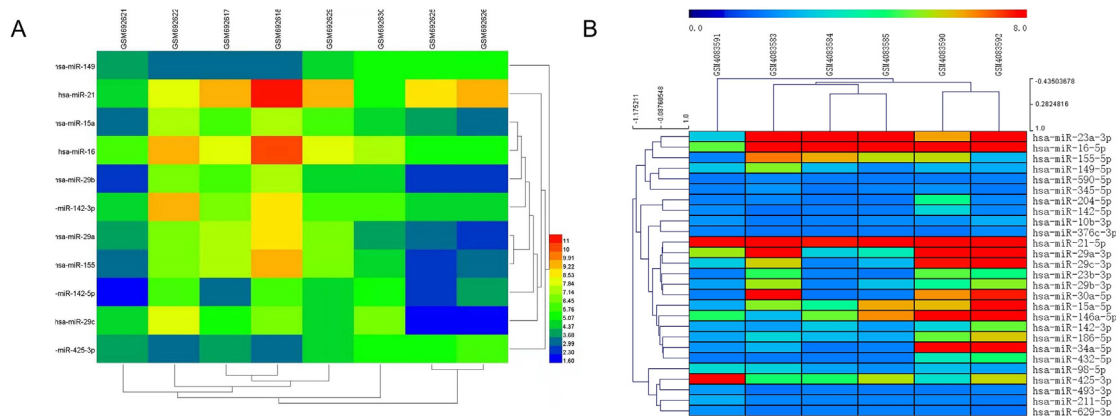 A
GSM692621
GSM692622
GSM692617
GSM692618
GSM692629
GSM692630
GSM692625
GSM692626
hsa-miR-149
hsa-miR-21
hsa-miR-15a
hsa-miR-16
hsa-miR-29b
-miR-142-3p
hsa-miR-29a
hsa-miR-155
-miR-142-5p
hsa-miR-29c
-miR-425-3p
11
10
9.91
9.22
8.53
7.84
7.14
6.45
5.76
5.07
4.37
3.68
2.99
2.30
1.60
B
0.0
8.0
GSM4083591
GSM4083583
GSM4083584
GSM4083585
GSM4083590
GSM4083592
-1.175211
-0.08760548
1.0
-0.43503678
0.2824816
1.0
hsa-miR-23a-3p
hsa-miR-16-5p
hsa-miR-155-5p
hsa-miR-149-5p
hsa-miR-590-5p
hsa-miR-345-5p
hsa-miR-204-5p
hsa-miR-142-5p
hsa-miR-10b-3p
hsa-miR-376c-3p
hsa-miR-21-5p
hsa-miR-29a-3p
hsa-miR-29c-3p
hsa-miR-23b-3p
hsa-miR-29b-3p
hsa-miR-30a-5p
hsa-miR-15a-5p
hsa-miR-146a-5p
hsa-miR-142-3p
hsa-miR-186-5p
hsa-miR-34a-5p
hsa-miR-432-5p
hsa-miR-98-5p
hsa-miR-425-3p
hsa-miR-493-3p
hsa-miR-211-5p
hsa-miR-629-3p